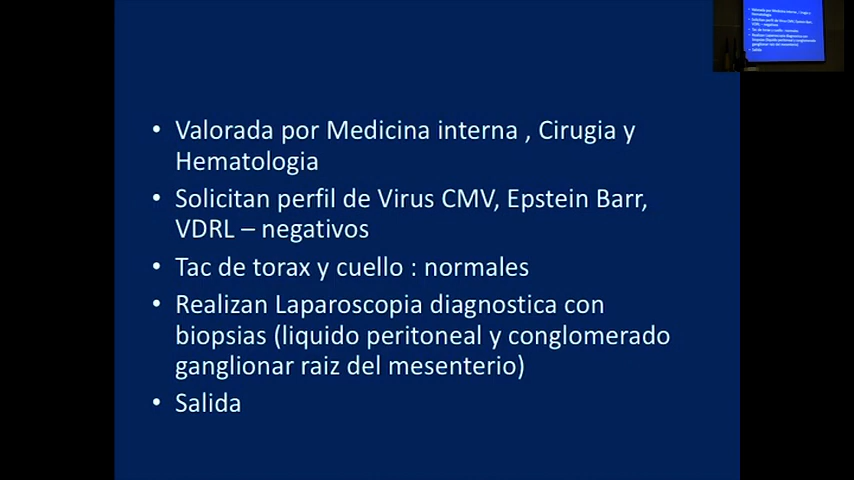 • Valorada por Medicina interna , Cirugia y
Hematologia
• Solicitan perfil de Virus CMV, Epstein Barr,
VDRL – negativos
• Tac de torax y cuello : normales
• Realizan Laparoscopia diagnostica con
biopsias (liquido peritoneal y conglomerado
ganglionar raiz del mesenterio)
• Salida